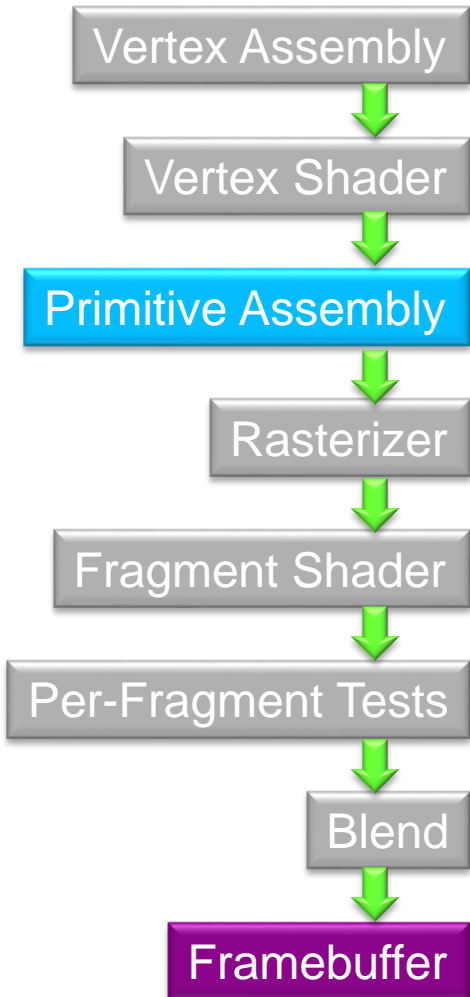 Vertex Assembly
Vertex Shader
Primitive Assembly
Rasterizer
Fragment Shader
Per-Fragment Tests
Blend
Framebuffer